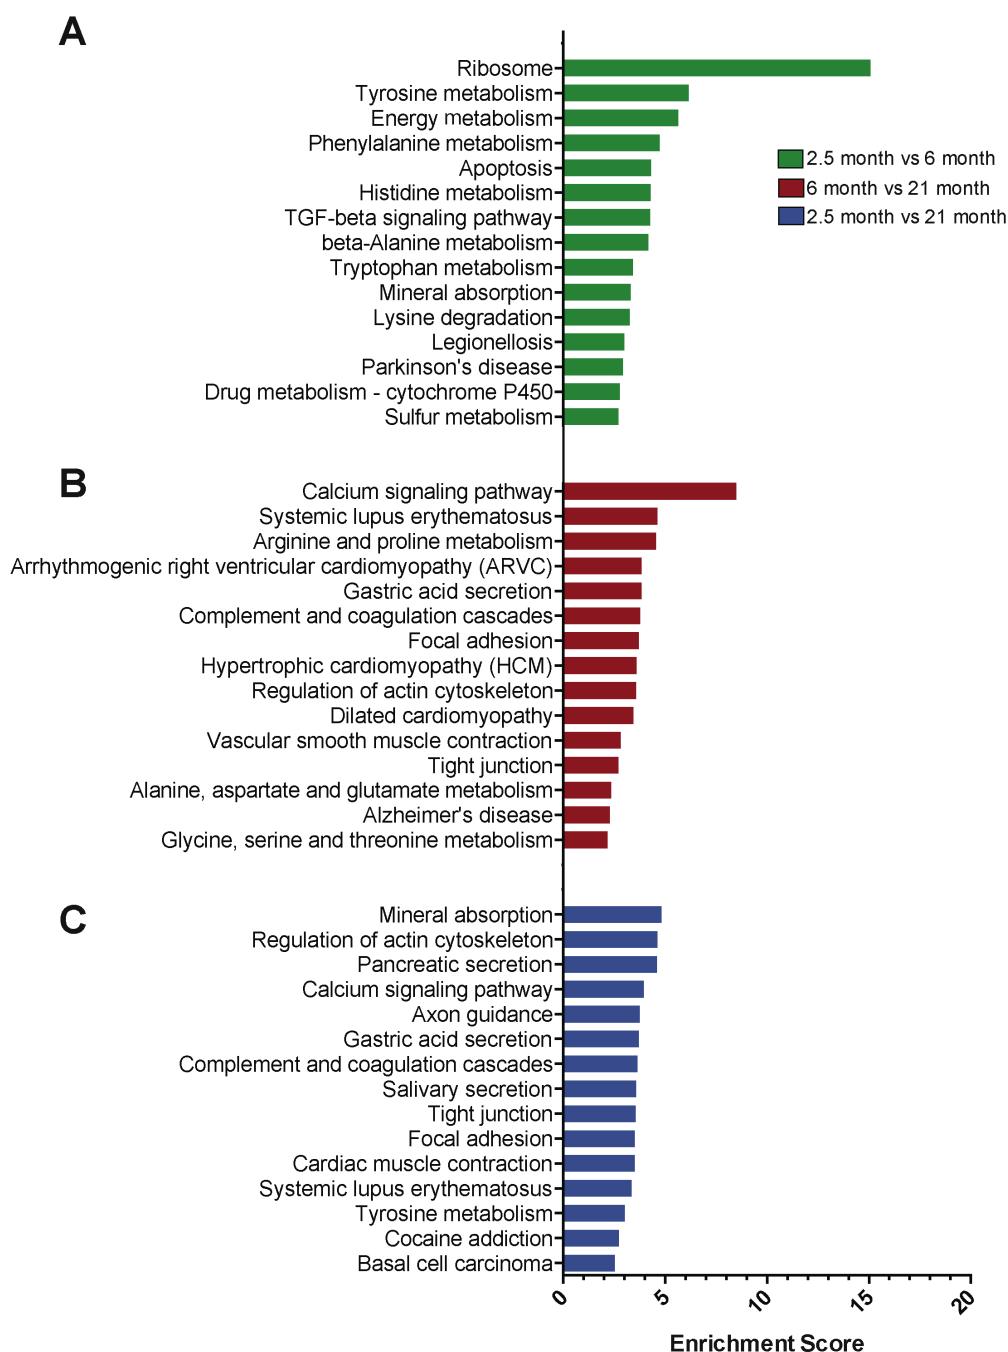 A
Ribosome
Tyrosine metabolism
Energy metabolism
Phenylalanine metabolism
Apoptosis
Histidine metabolism
TGF-beta signaling pathway
beta-Alanine metabolism
Tryptophan metabolism
Mineral absorption
Lysine degradation
Legionellosis
Parkinson's disease
Drug metabolism - cytochrome P450
Sulfur metabolism
2.5 month vs 6 month
6 month vs 21 month
2.5 month vs 21 month
B
Calcium signaling pathway
Systemic lupus erythematosus
Arginine and proline metabolism
Arrhythmogenic right ventricular cardiomyopathy (ARVC)
Gastric acid secretion
Complement and coagulation cascades
Focal adhesion
Hypertrophic cardiomyopathy (HCM)
Regulation of actin cytoskeleton
Dilated cardiomyopathy
Vascular smooth muscle contraction
Tight junction
Alanine, aspartate and glutamate metabolism
Alzheimer's disease
Glycine, serine and threonine metabolism
C
Mineral absorption
Regulation of actin cytoskeleton
Pancreatic secretion
Calcium signaling pathway
Axon guidance
Gastric acid secretion
Complement and coagulation cascades
Salivary secretion
Tight junction
Focal adhesion
Cardiac muscle contraction
Systemic lupus erythematosus
Tyrosine metabolism
Cocaine addiction
Basal cell carcinoma
0 5 10 15 20
Enrichment Score